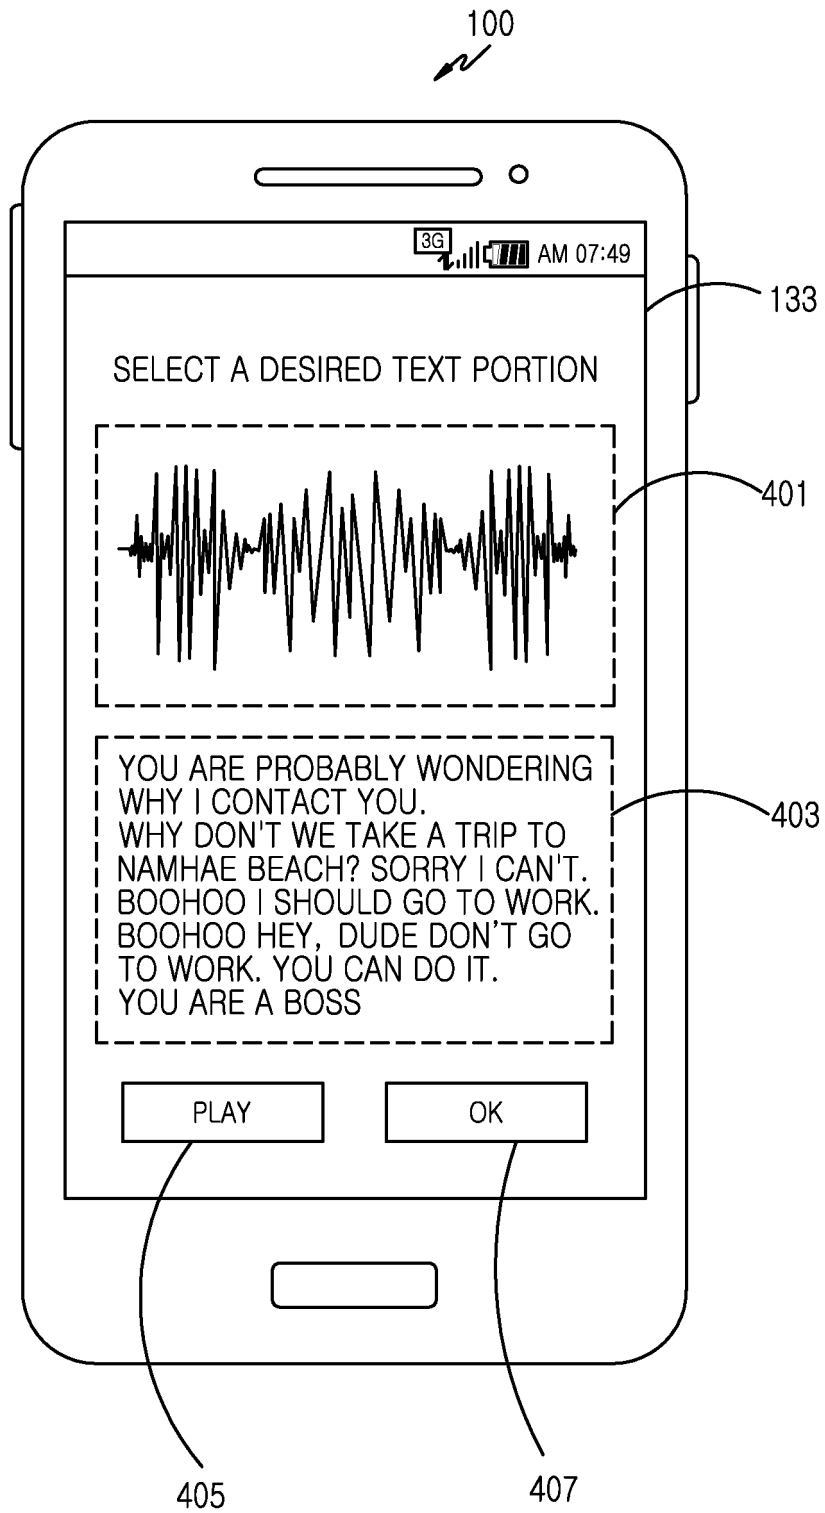 100
3G AM 07:49
133
SELECT A DESIRED TEXT PORTION
401
YOU ARE PROBABLY WONDERING
WHY I CONTACT YOU.
WHY DON'T WE TAKE A TRIP TO
403
NAMHAE BEACH? SORRY I CAN'T.
BOOHOO I SHOULD GO TO WORK.
BOOHOO HEY, DUDE DON'T GO
TO WORK. YOU CAN DO IT.
YOU ARE A BOSS
PLAY OK
405 407